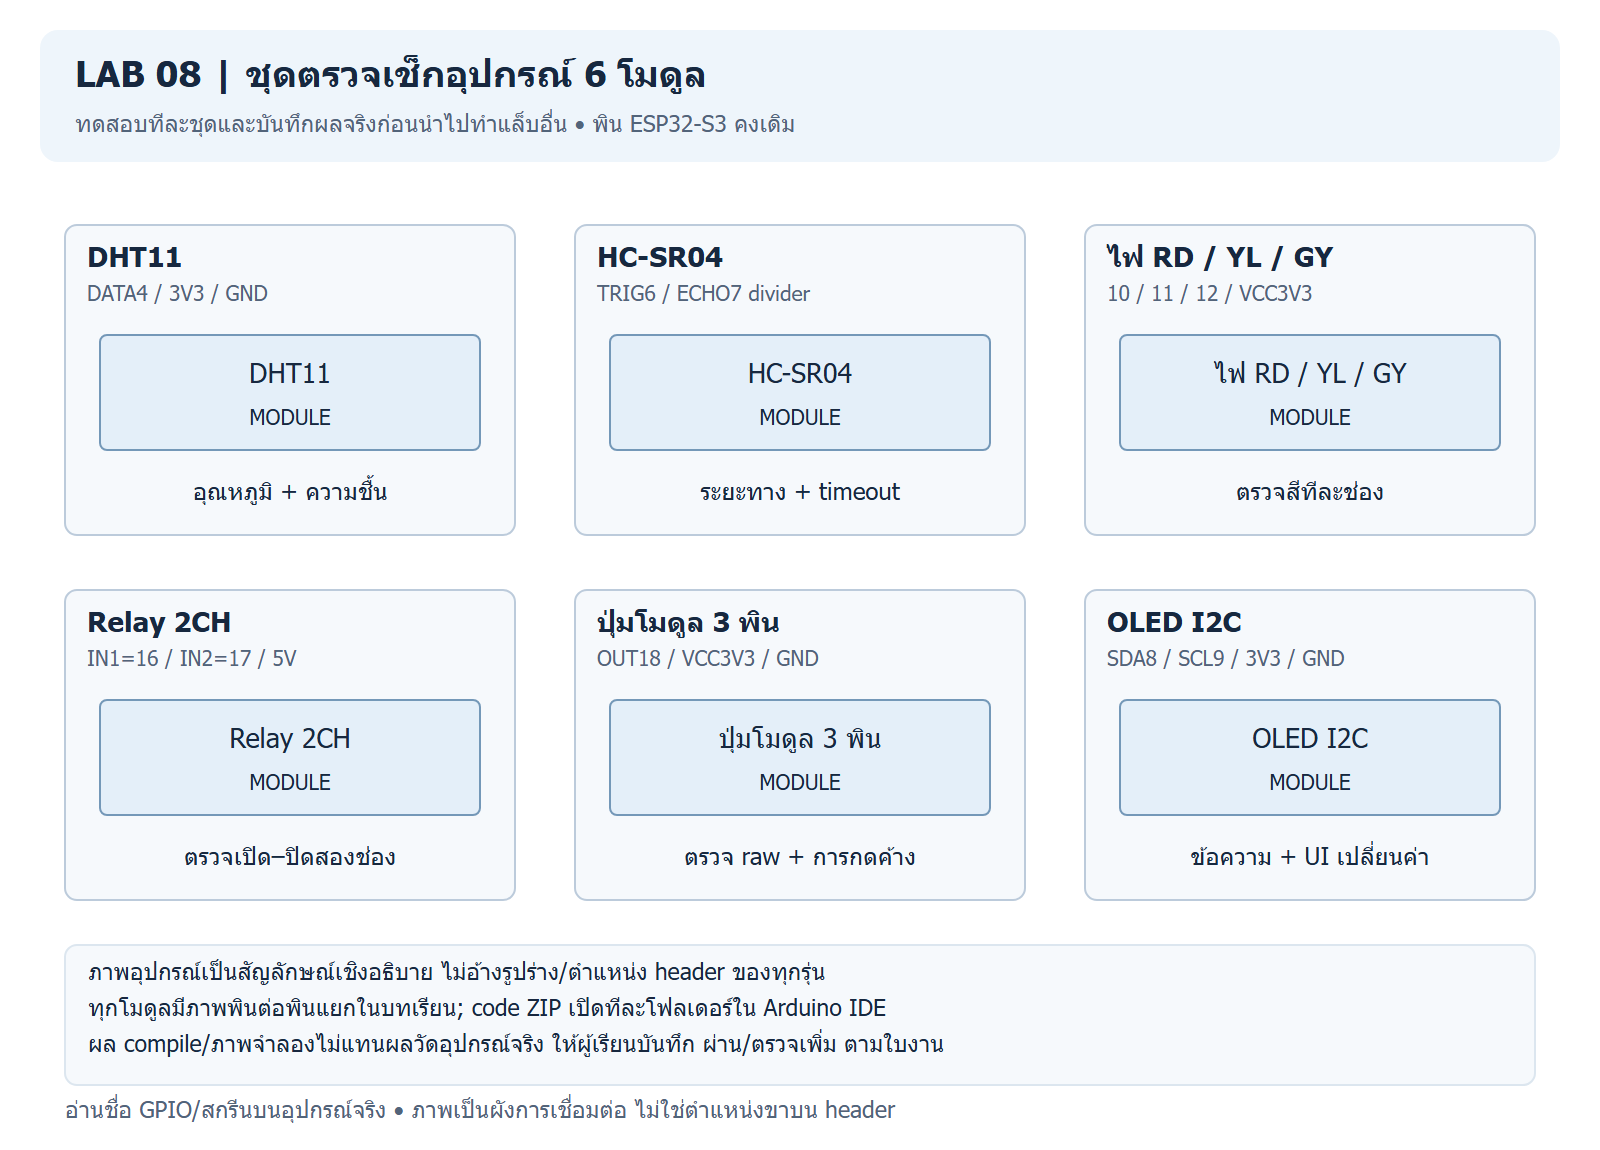 LAB 08 | ชุดตรวจเช็กอุปกรณ์ 6 โมดูล
ทดสอบทีละชุดและบันทึกผลจริงก่อนนำไปทำแล็บอื่น • พิน ESP32-S3 คงเดิม
DHT11
DATA4 / 3V3 / GND
DHT11
MODULE
อุณหภูมิ + ความชื้น
HC-SR04
TRIG6 / ECHO7 divider
HC-SR04
MODULE
ระยะทาง + timeout
ไฟ RD / YL / GY
10 / 11 / 12 / VCC3V3
ไฟ RD / YL / GY
MODULE
ตรวจสีทีละช่อง
Relay 2CH
IN1=16 / IN2=17 / 5V
Relay 2CH
MODULE
ตรวจเปิด–ปิดสองช่อง
ปุ่มโมดูล 3 พิน
OUT18 / VCC3V3 / GND
ปุ่มโมดูล 3 พิน
MODULE
ตรวจ raw + การกดค้าง
OLED I2C
SDA8 / SCL9 / 3V3 / GND
OLED I2C
MODULE
ข้อความ + UI เปลี่ยนค่า
ภาพอุปกรณ์เป็นสัญลักษณ์เชิงอธิบาย ไม่อ้างรูปร่าง/ตำแหน่ง header ของทุกรุ่น
ทุกโมดูลมีภาพพินต่อพินแยกในบทเรียน; code ZIP เปิดทีละโฟลเดอร์ใน Arduino IDE
ผล compile/ภาพจำลองไม่แทนผลวัดอุปกรณ์จริง ให้ผู้เรียนบันทึก ผ่าน/ตรวจเพิ่ม ตามใบงาน
อ่านชื่อ GPIO/สกรีนบนอุปกรณ์จริง • ภาพเป็นผังการเชื่อมต่อ ไม่ใช่ตำแหน่งขาบน header